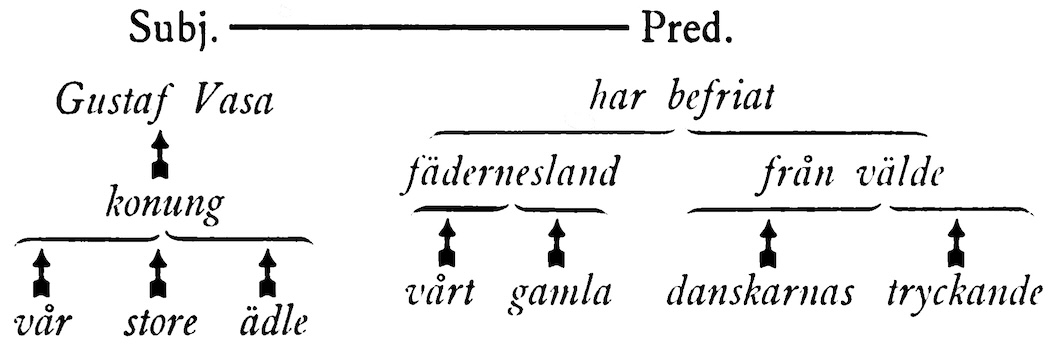 Subj. Pred.
Gustaf Vasa har befriat
konung fädernesland från välde
vår store ädle vårt gamla danskarnas tryckande